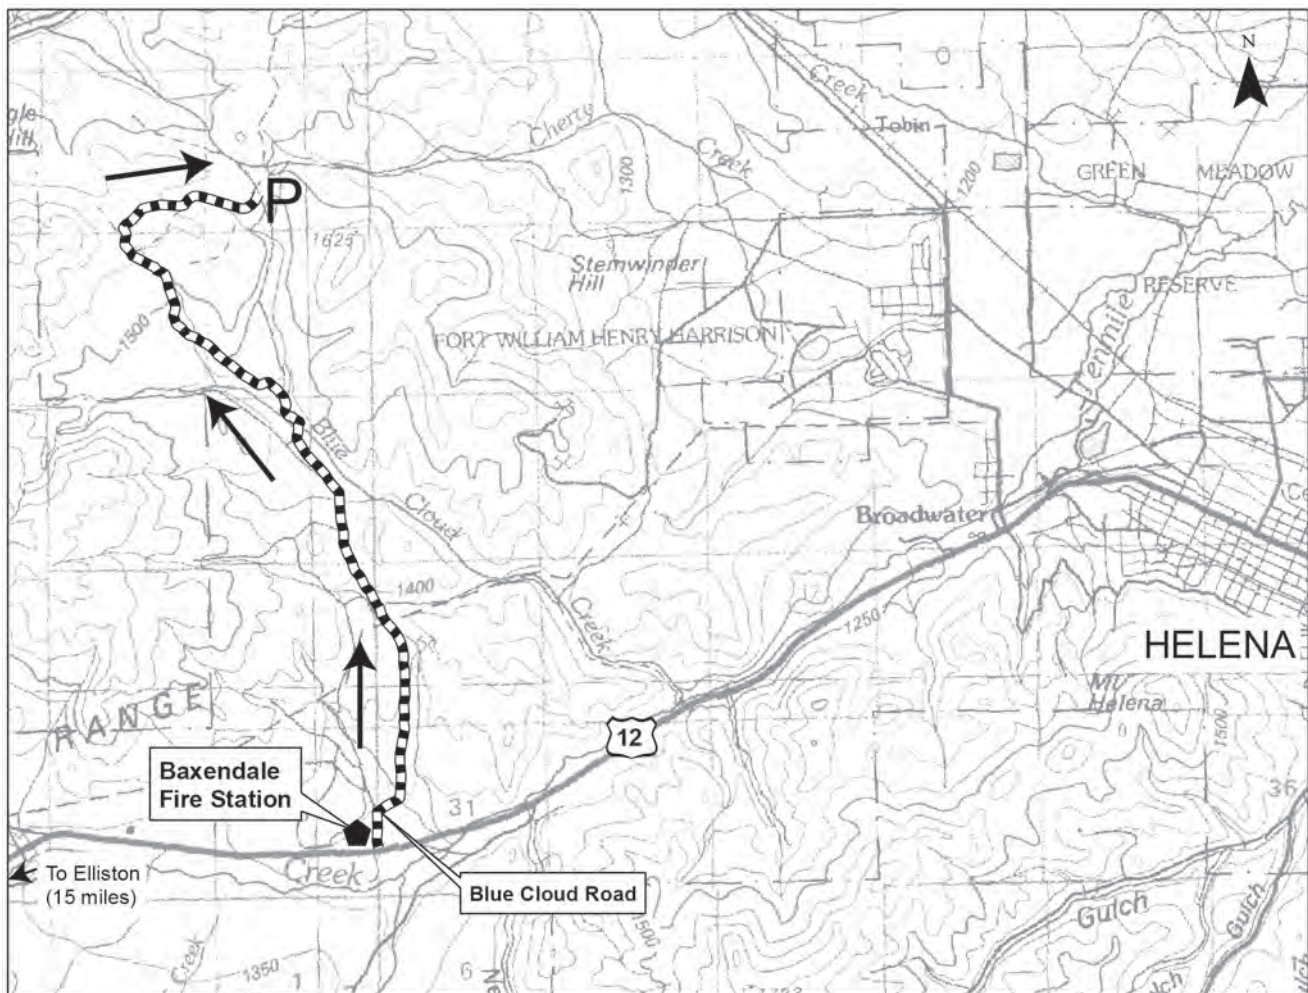 N
Creek
Tobin
Cherry
Creek
1300
1200
GREEN MEADOW
P
1625
Stemwinder
Hill
RESERVE
1500
FORT WILLIAM HENRY HARRISON
Tenmile
Blue
Cloud
Broadwater
1400
Creek
1250
HELENA
Mt
Helena
RANGE
12
1500
Baxendale
Fire Station
31
36
Creek
To Elliston
(15 miles)
Blue Cloud Road
Gulch
Gulch
1500
Creek
1350
6